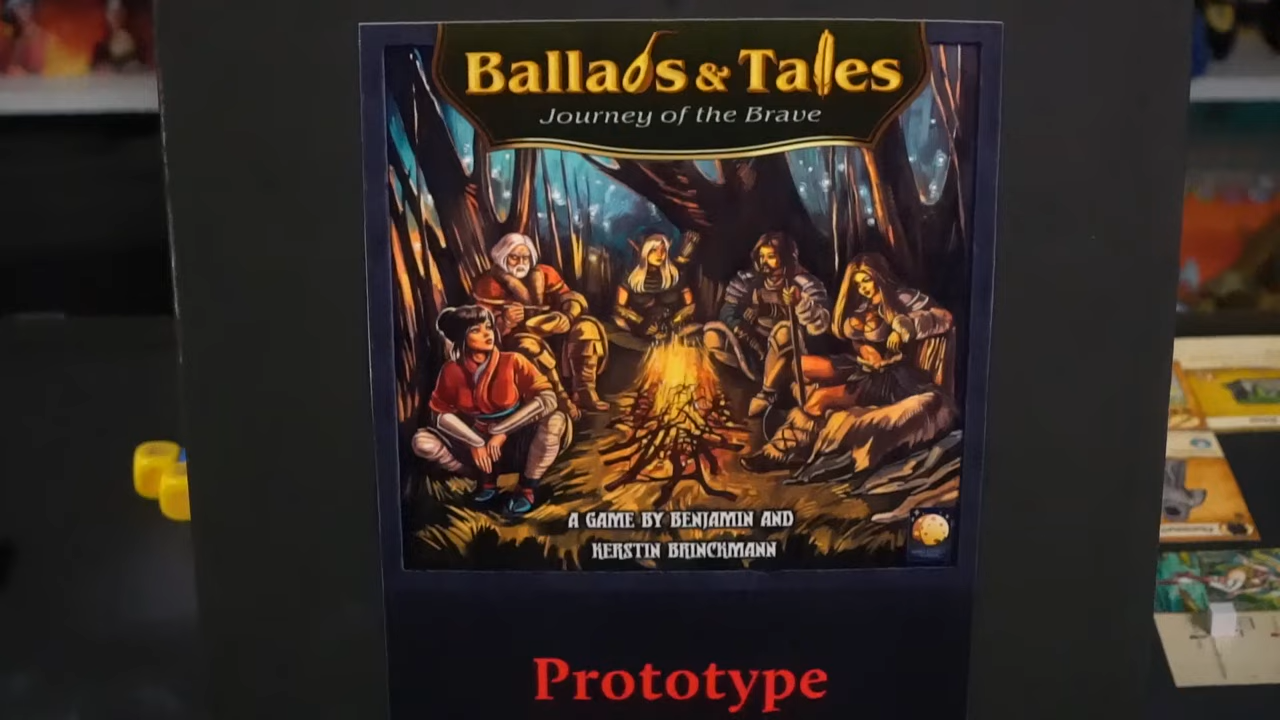 Ballads & Tales
Journey of the Brave
A GAME BY BENJAMIN AND
KERSTIN BRINCKMANN
Prototype